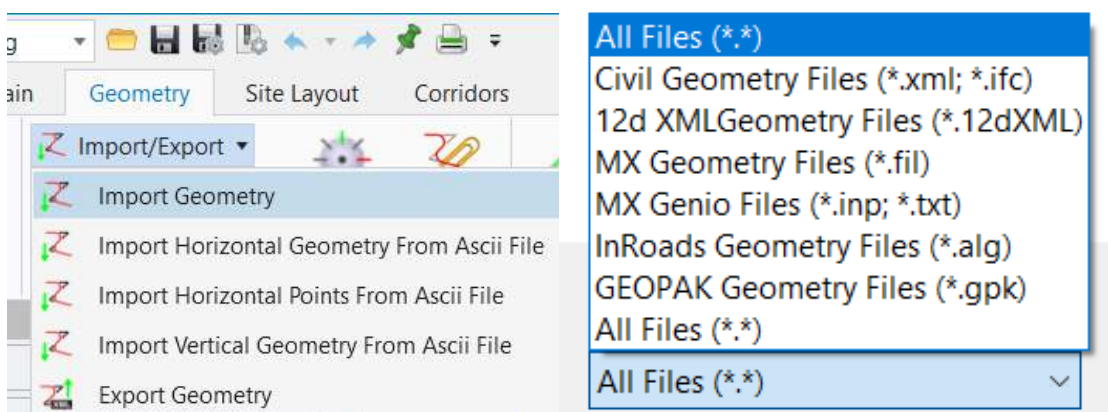 g
ain Geometry Site Layout Corridors
Import/Export
Import Geometry
Import Horizontal Geometry From Ascii File
Import Horizontal Points From Ascii File
Import Vertical Geometry From Ascii File
Export Geometry
All Files (*.*)
Civil Geometry Files (*.xml; *.ifc)
12d XMLGeometry Files (*.12dXML)
MX Geometry Files (*.fil)
MX Genio Files (*.inp; *.txt)
InRoads Geometry Files (*.alg)
GEOPAK Geometry Files (*.gpk)
All Files (*.*)
All Files (*.*)